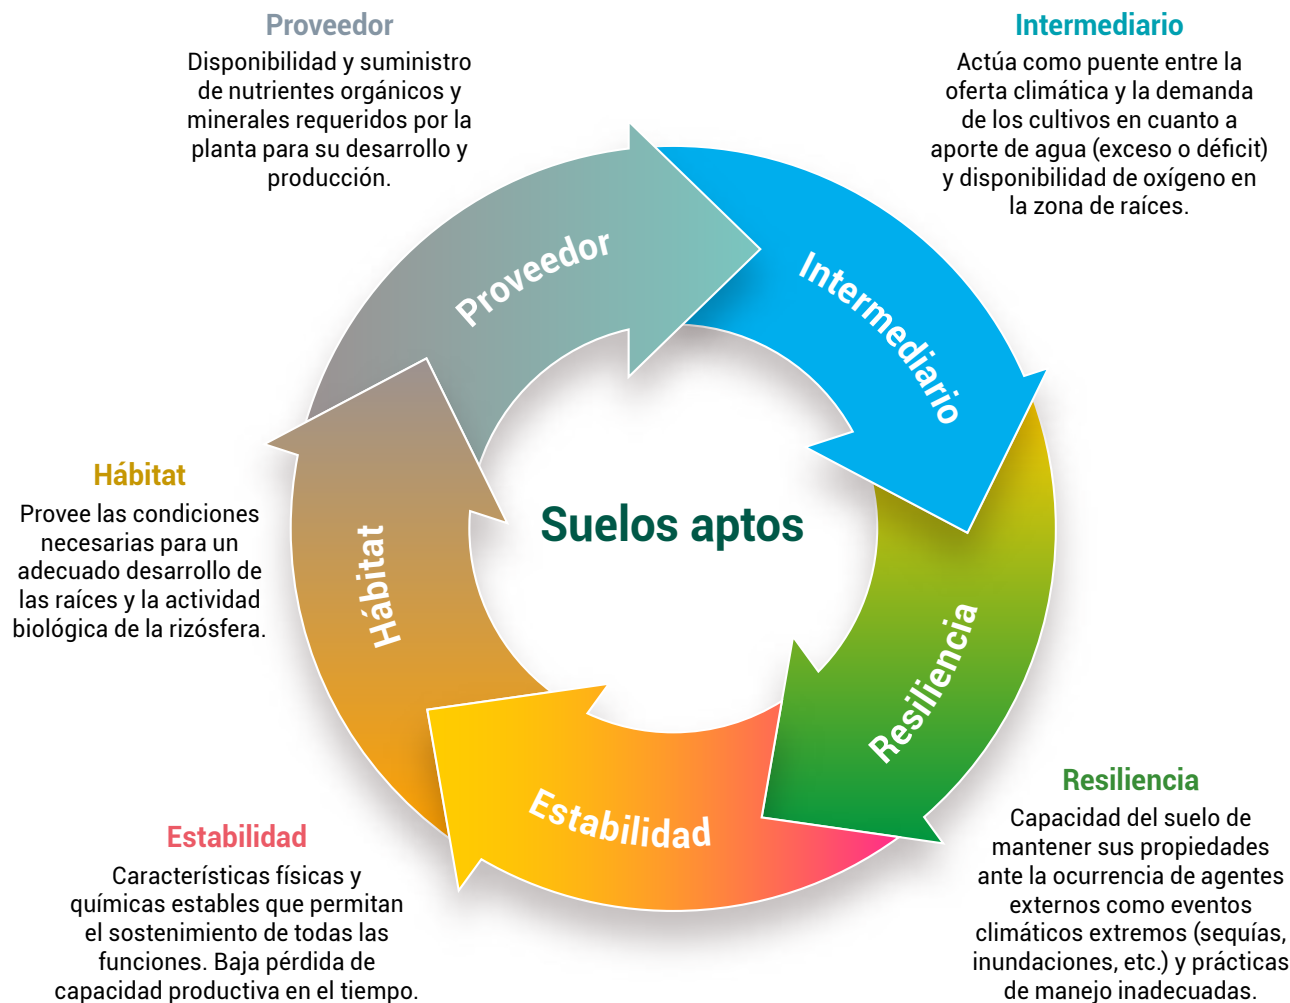 Proveedor
Disponibilidad y suministro
de nutrientes orgánicos y
minerales requeridos por la
planta para su desarrollo y
producción.
Intermediario
Actúa como puente entre la
oferta climática y la demanda
de los cultivos en cuanto a
aporte de agua (exceso o déficit)
y disponibilidad de oxígeno en
la zona de raíces.
Proveedor
Intermediario
Hábitat
Provee las condiciones
necesarias para un
adecuado desarrollo de
las raíces y la actividad
biológica de la rizósfera.
Hábitat
Suelos aptos
Resiliencia
Estabilidad
Resiliencia
Capacidad del suelo de
mantener sus propiedades
ante la ocurrencia de agentes
externos como eventos
climáticos extremos (sequías,
inundaciones, etc.) y prácticas
de manejo inadecuadas.
Estabilidad
Características físicas y
químicas estables que permitan
el sostenimiento de todas las
funciones. Baja pérdida de
capacidad productiva en el tiempo.